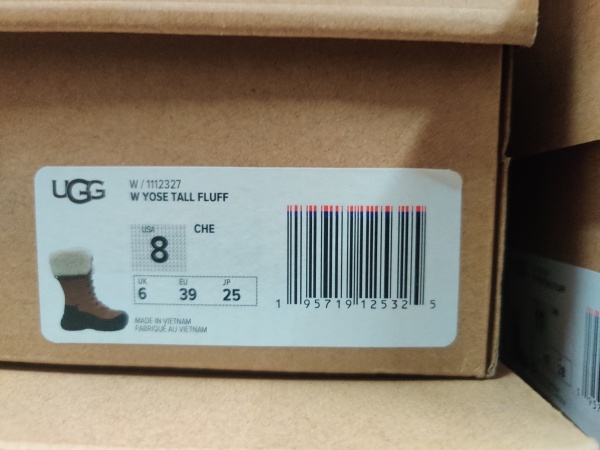 UGG
W / 1112327
W YOSE TALL FLUFF
USA
8
CHE
UK EU JP
6 39 25
MADE IN VIETNAM
FABRIQUÉ AU VIETNAM
1 95719 12532 5